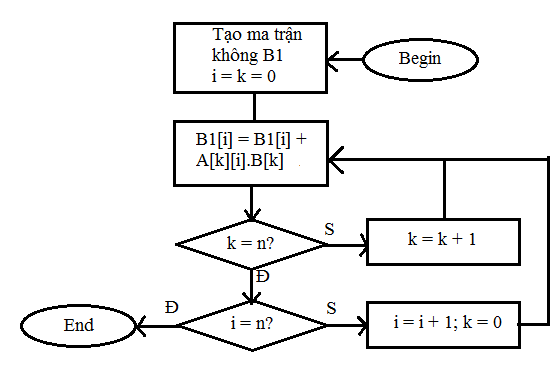 Tạo ma trận
không B1
i = k = 0
Begin
B1[i] = B1[i] +
A[k][i].B[k]
k = n?
S
k = k + 1
Đ
i = n?
Đ
S
End
i = i + 1; k = 0